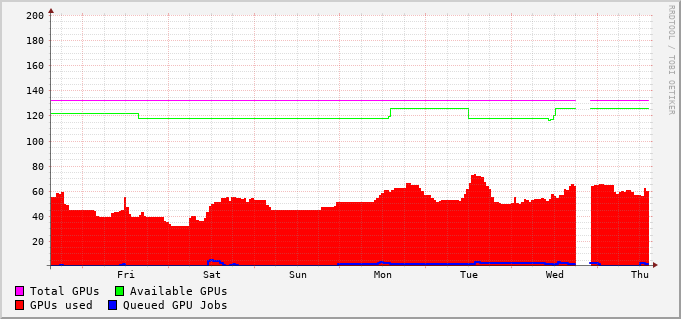 RRDTOOL / TOBI OETIKER
200
180
160
140
120
100
80
60
40
20
Fri Sat Sun Mon Tue Wed Thu
Total GPUs Available GPUs
GPUs used Queued GPU Jobs